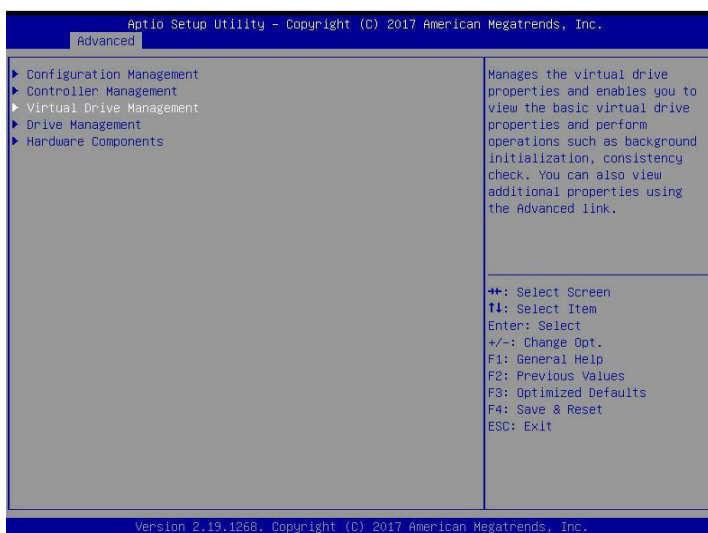 Aptio Setup Utility – Copyright (C) 2017 American Megatrends, Inc.
Advanced
Configuration Management
Controller Management
Virtual Drive Management
Drive Management
Hardware Components
Manages the virtual drive
properties and enables you to
view the basic virtual drive
properties and perform
operations such as background
initialization, consistency
check. You can also view
additional properties using
the Advanced link.
→←: Select Screen
↑↓: Select Item
Enter: Select
+/-: Change Opt.
F1: General Help
F2: Previous Values
F3: Optimized Defaults
F4: Save & Reset
ESC: Exit
Version 2.19.1268. Copyright (C) 2017 American Megatrends, Inc.